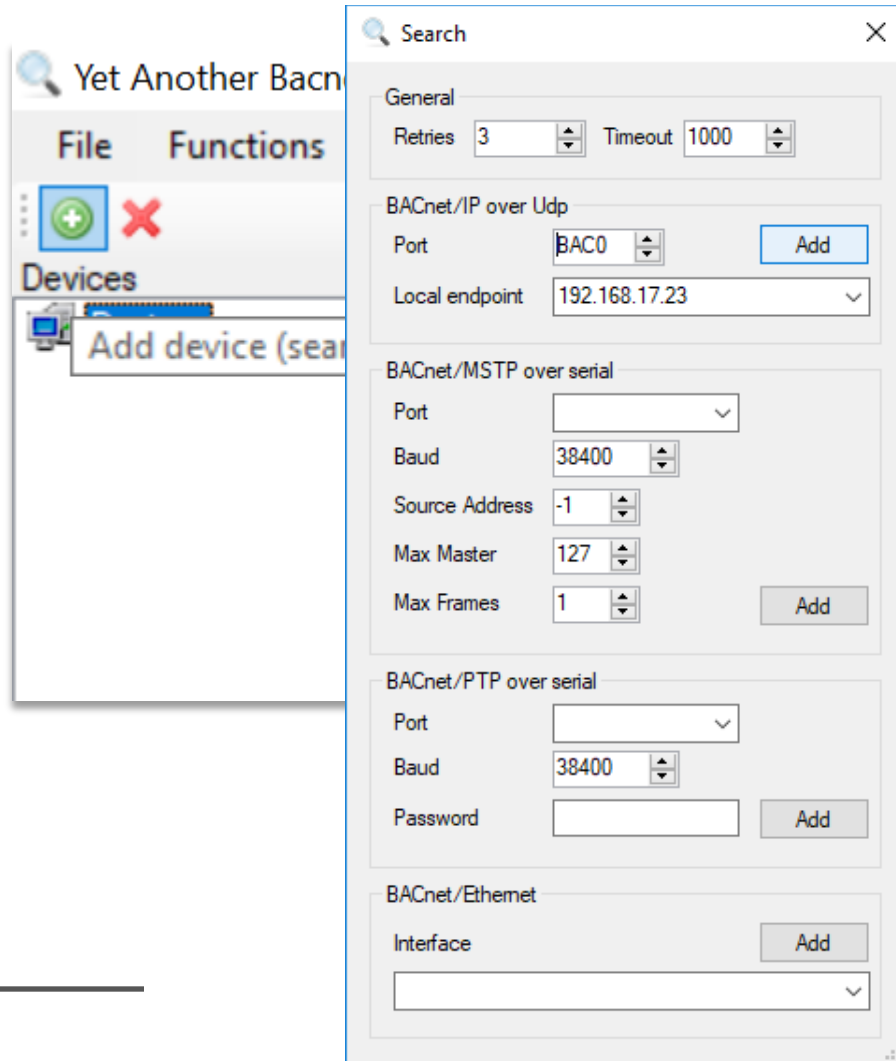 Yet Another Bacn
File Functions
Devices
Add device (sear
Search
General
Retries 3 Timeout 1000
BACnet/IP over Udp
Port BAC0 Add
Local endpoint 192.168.17.23
BACnet/MSTP over serial
Port
Baud 38400
Source Address -1
Max Master 127
Max Frames 1 Add
BACnet/PTP over serial
Port
Baud 38400
Password Add
BACnet/Ethernet
Interface Add